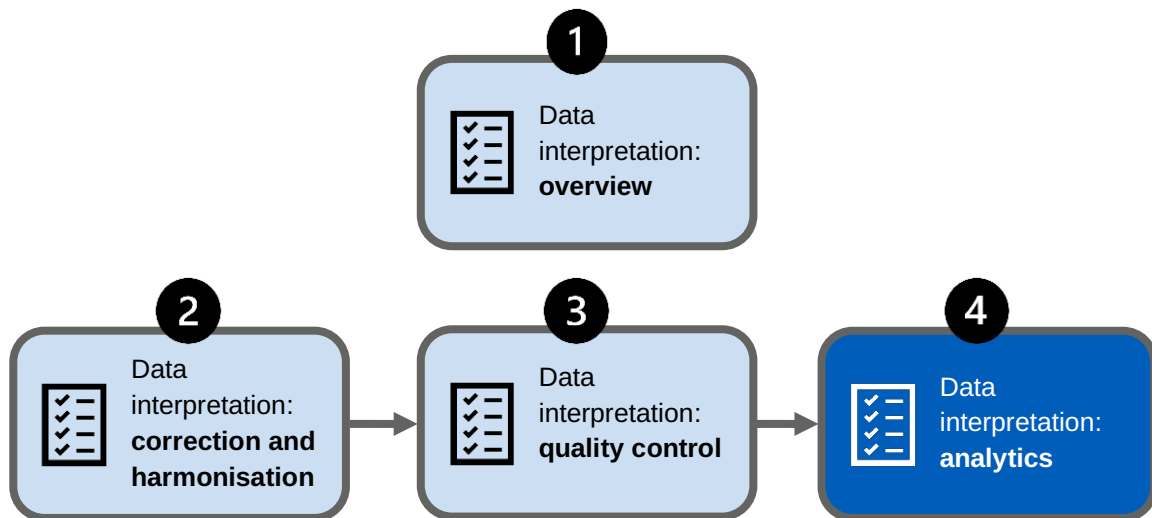 1
Data
interpretation:
overview
2
Data
interpretation:
correction and
harmonisation
3
Data
interpretation:
quality control
4
Data
interpretation:
analytics